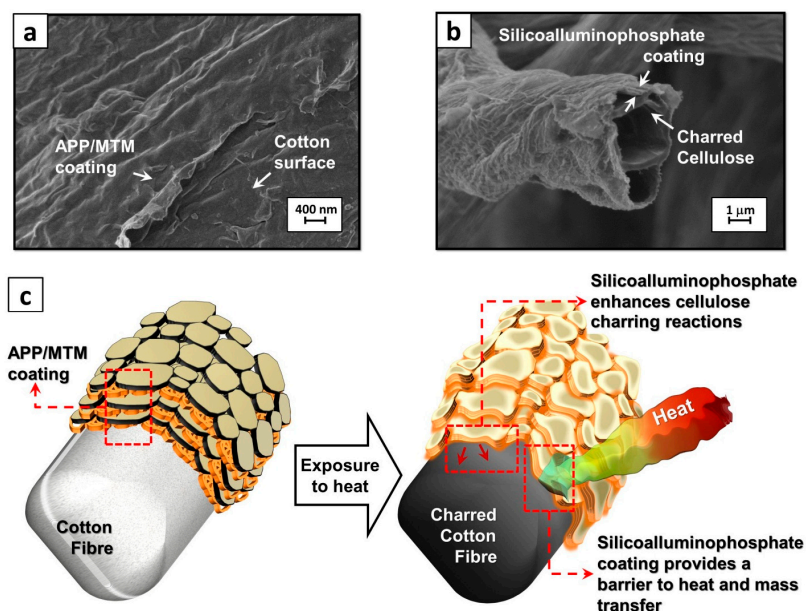 a
APP/MTM
coating
Cotton
surface
400 nm
b
Silicoalluminophosphate
coating
Charred
Cellulose
1 μm
c
APP/MTM
coating
Cotton
Fibre
Exposure
to heat
Silicoalluminophosphate
enhances cellulose
charring reactions
Heat
Charred
Cotton
Fibre
Silicoalluminophosphate
coating provides a
barrier to heat and mass
transfer